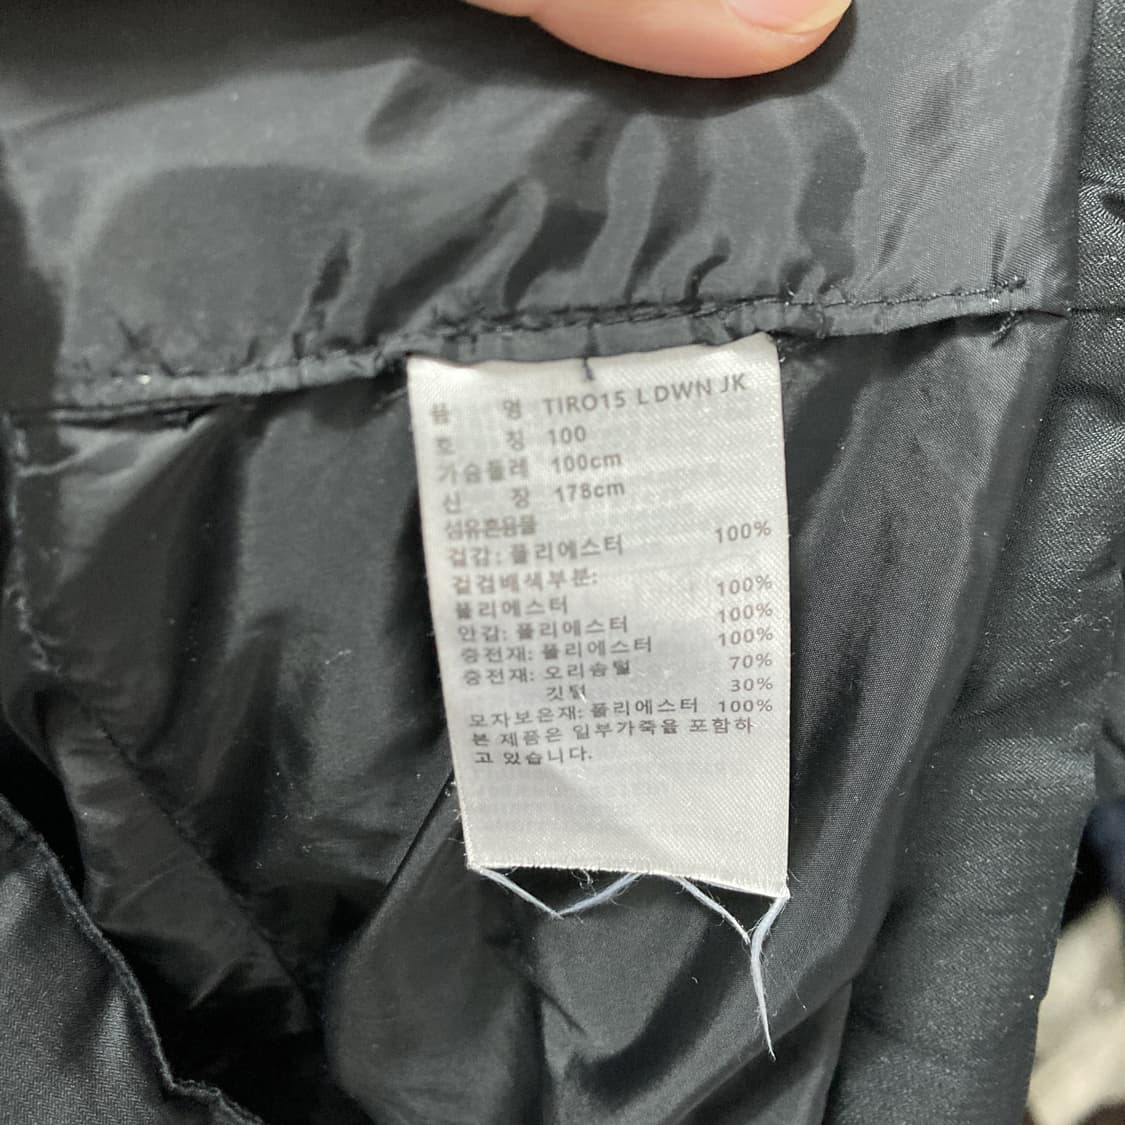 품 명 TIRO15 L DWN JK
호 칭 100
가슴둘레 100cm
신 장 178cm
섬유혼용률
겉감: 폴리에스터 100%
겉감배색부분:
폴리에스터 100%
안감: 폴리에스터 100%
충전재: 폴리에스터 100%
충전재: 오리솜털 70%
깃털 30%
모자보온재: 폴리에스터 100%
본 제품은 일부가죽을 포함하
고 있습니다.